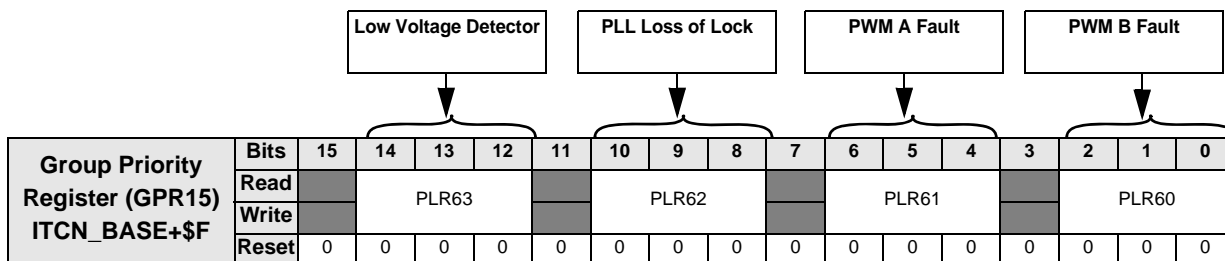 Low Voltage Detector PLL Loss of Lock PWM A Fault PWM B Fault
Group Priority
Register (GPR15)
ITCN_BASE+$F
Bits 15 14 13 12 11 10 9 8 7 6 5 4 3 2 1 0
Read
Write
PLR63 PLR62 PLR61 PLR60
Reset 0 0 0 0 0 0 0 0 0 0 0 0 0 0 0 0